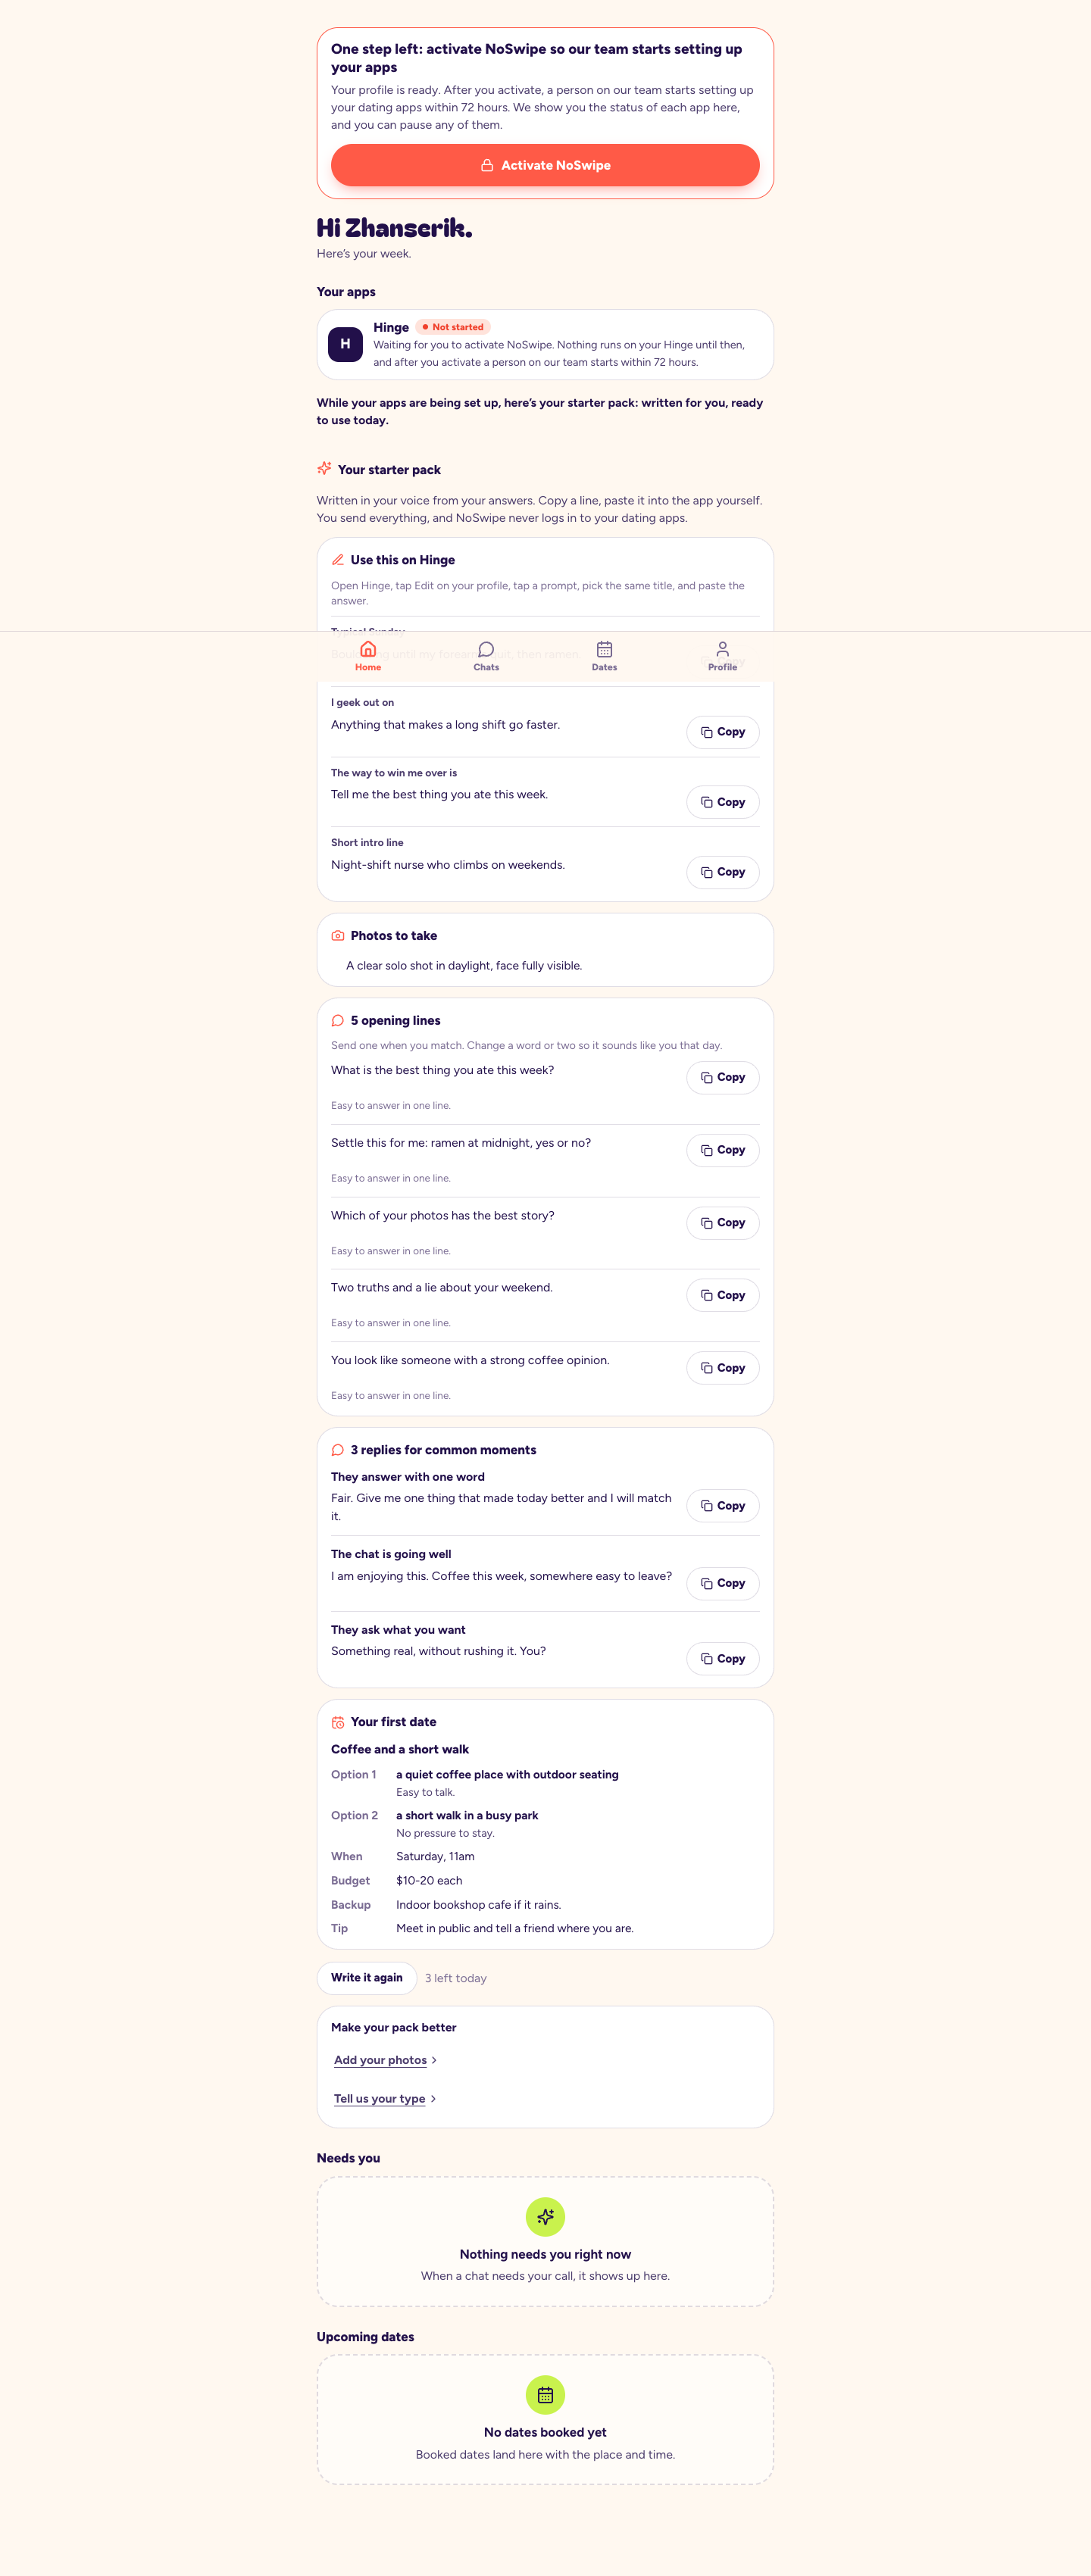 One step left: activate NoSwipe so our team starts setting up
your apps
Your profile is ready. After you activate, a person on our team starts setting up
your dating apps within 72 hours. We show you the status of each app here,
and you can pause any of them.
Activate NoSwipe
Hi Zhanserik.
Here's your week.
Your apps
H
Hinge
Not started
Waiting for you to activate NoSwipe. Nothing runs on your Hinge until then,
and after you activate a person on our team starts within 72 hours.
While your apps are being set up, here's your starter pack: written for you, ready
to use today.
Your starter pack
Written in your voice from your answers. Copy a line, paste it into the app yourself.
You send everything, and NoSwipe never logs in to your dating apps.
Use this on Hinge
Open Hinge, tap Edit on your profile, tap a prompt, pick the same title, and paste the
answer.
Typical Sunday
until my forearms quit, then ramen.
Home
Chats
Dates
Profile
I geek out on
Anything that makes a long shift go faster.
Copy
The way to win me over is
Tell me the best thing you ate this week.
Copy
Short intro line
Night-shift nurse who climbs on weekends.
Copy
Photos to take
A clear solo shot in daylight, face fully visible.
5 opening lines
Send one when you match. Change a word or two so it sounds like you that day.
What is the best thing you ate this week?
Copy
Easy to answer in one line.
Settle this for me: ramen at midnight, yes or no?
Copy
Easy to answer in one line.
Which of your photos has the best story?
Copy
Easy to answer in one line.
Two truths and a lie about your weekend.
Copy
Easy to answer in one line.
You look like someone with a strong coffee opinion.
Copy
Easy to answer in one line.
3 replies for common moments
They answer with one word
Fair. Give me one thing that made today better and I will match
it.
Copy
The chat is going well
I am enjoying this. Coffee this week, somewhere easy to leave?
Copy
They ask what you want
Something real, without rushing it. You?
Copy
Your first date
Coffee and a short walk
Option 1 a quiet coffee place with outdoor seating
Easy to talk.
Option 2 a short walk in a busy park
No pressure to stay.
When Saturday, 11am
Budget $10-20 each
Backup Indoor bookshop cafe if it rains.
Tip Meet in public and tell a friend where you are.
Write it again 3 left today
Make your pack better
Add your photos
Tell us your type
Needs you
Nothing needs you right now
When a chat needs your call, it shows up here.
Upcoming dates
No dates booked yet
Booked dates land here with the place and time.